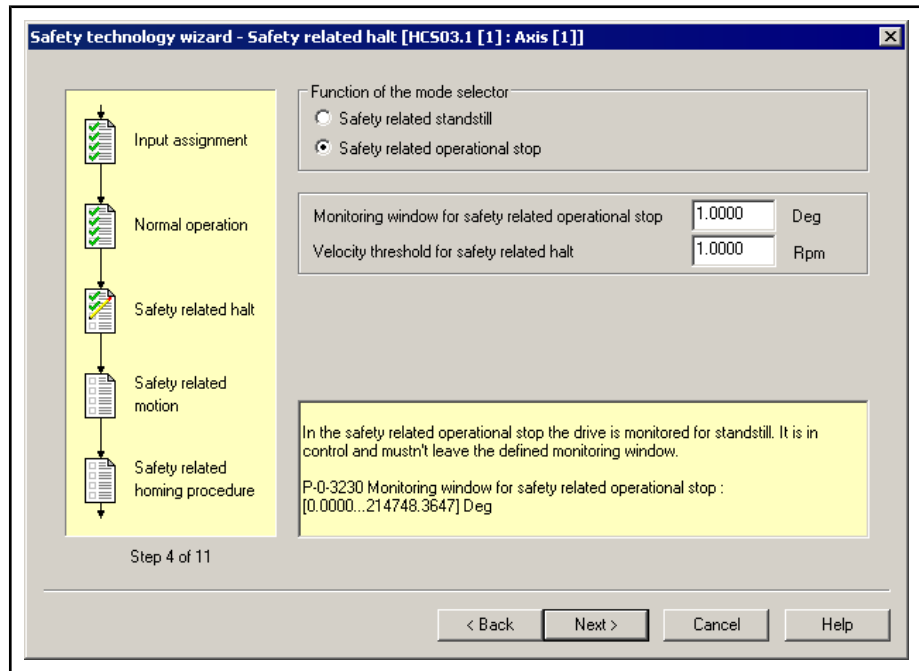 Safety technology wizard - Safety related halt [HCS03.1 [1] : Axis [1]]
Input assignment
Normal operation
Safety related halt
Safety related
motion
Safety related
homing procedure
Step 4 of 11
Function of the mode selector
Safety related standstill
Safety related operational stop
Monitoring window for safety related operational stop 1.0000 Deg
Velocity threshold for safety related halt 1.0000 Rpm
In the safety related operational stop the drive is monitored for standstill. It is in
control and mustn't leave the defined monitoring window.
P-0-3230 Monitoring window for safety related operational stop :
[0.0000...214748.3647] Deg
< Back Next > Cancel Help